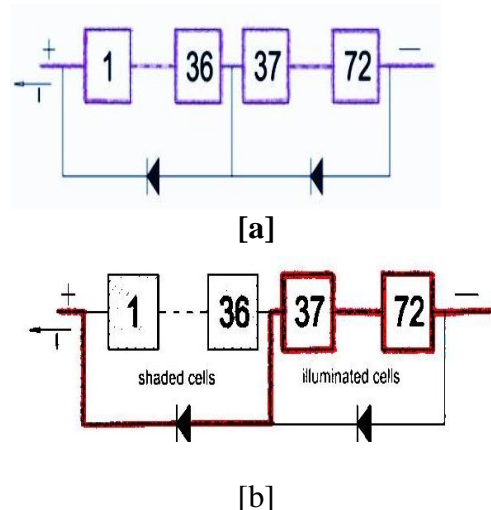 + 1 36 37 72 —
I
[a]
+ 1 36 37 72 —
I
shaded cells illuminated cells
[b]